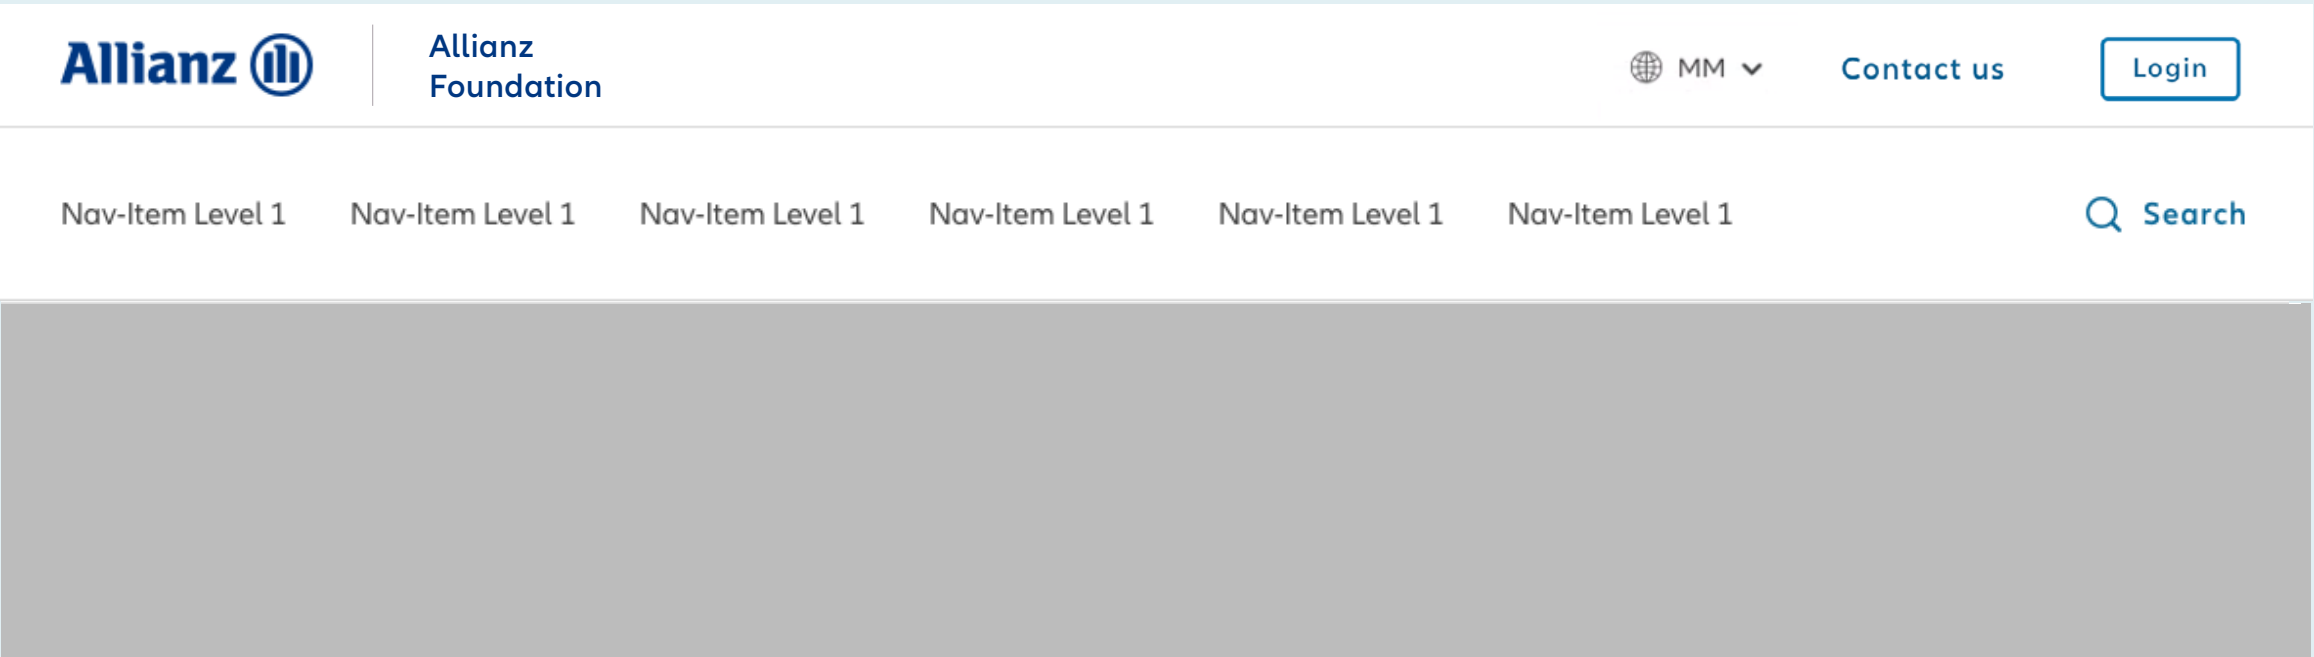 Allianz
Allianz
Foundation
MM
Contact us
Login
Nav-Item Level 1
Nav-Item Level 1
Nav-Item Level 1
Nav-Item Level 1
Nav-Item Level 1
Nav-Item Level 1
Search